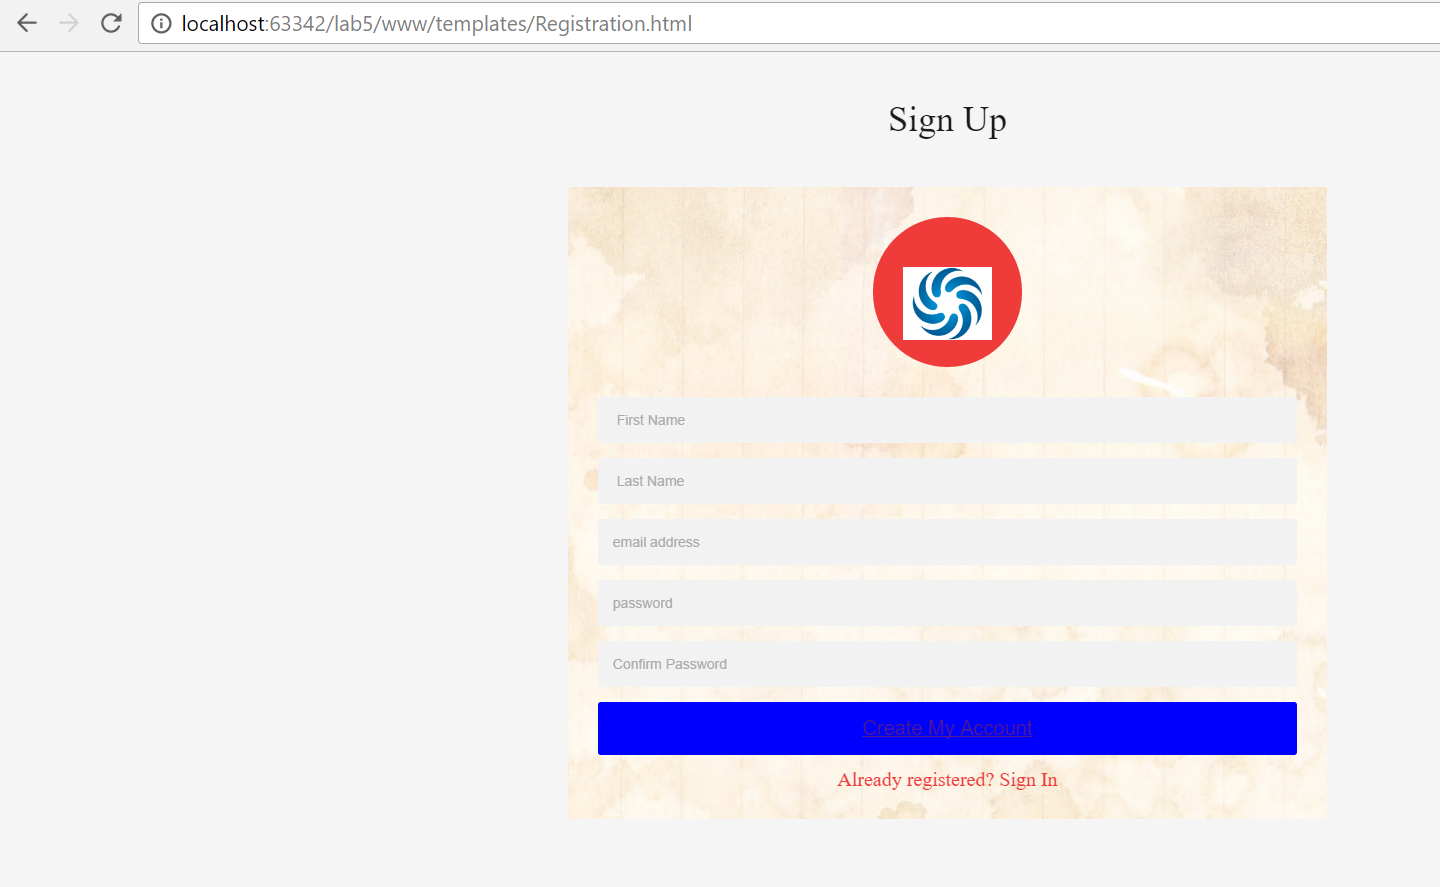 localhost:63342/lab5/www/templates/Registration.html
Sign Up
First Name
Last Name
email address
password
Confirm Password
Create My Account
Already registered? Sign In